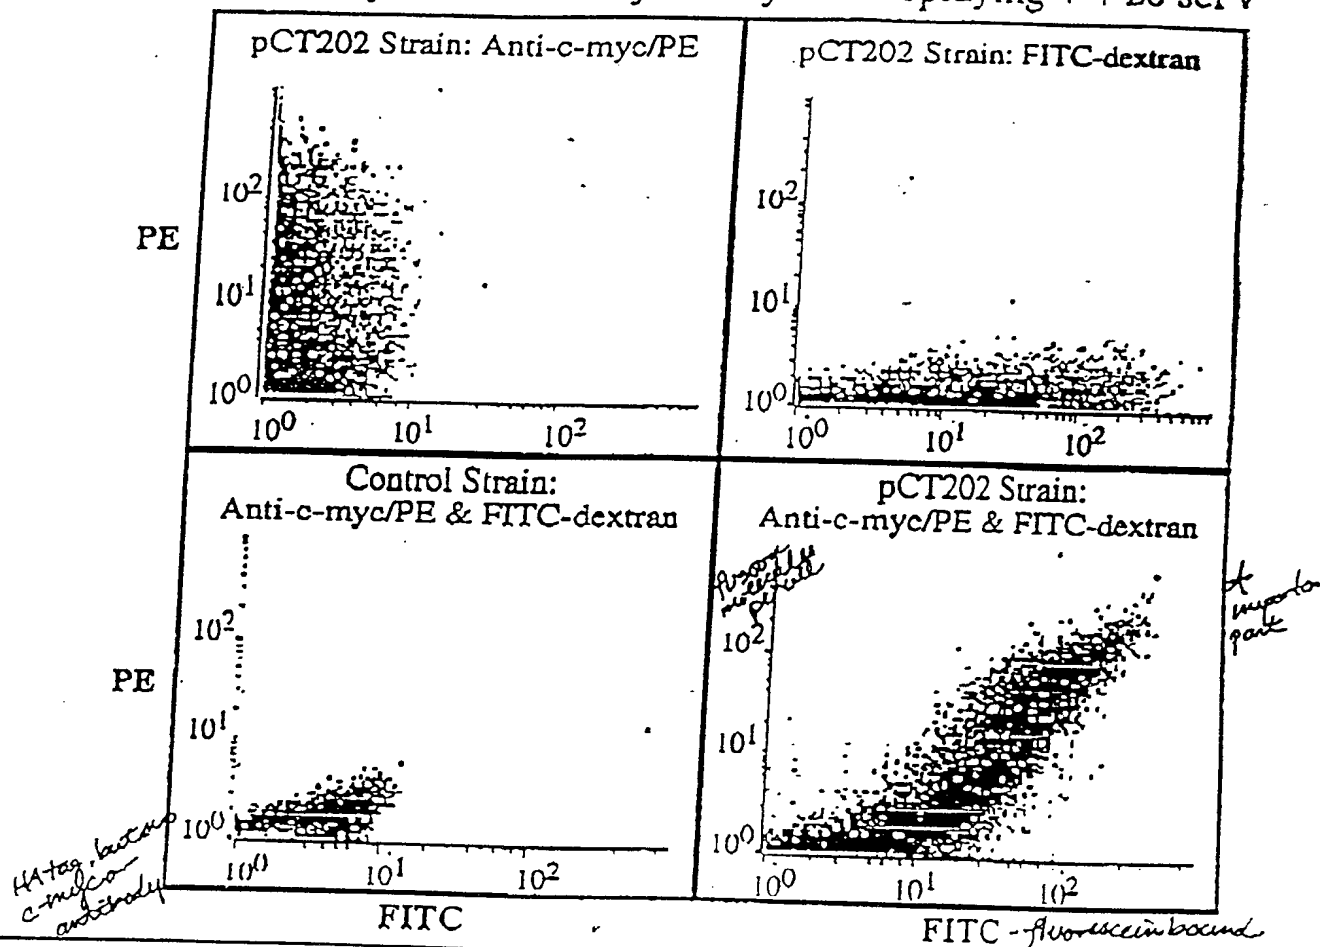 scFv
pCT202 Strain: Anti-c-myc/PE
pCT202 Strain: FITC-dextran
PE
10² 
10¹
10⁰
10⁰ 10¹ 10²
10²
10¹
10⁰
10⁰ 10¹ 10²
Control Strain:
Anti-c-myc/PE & FITC-dextran
pCT202 Strain:
Anti-c-myc/PE & FITC-dextran
important
part
PE
10²
10¹
10⁰
10⁰ 10¹ 10²
10²
10¹
10⁰
10⁰ 10¹ 10²
HA tag,
c-myc
antibody
FITC
FITC - fluorescein bound